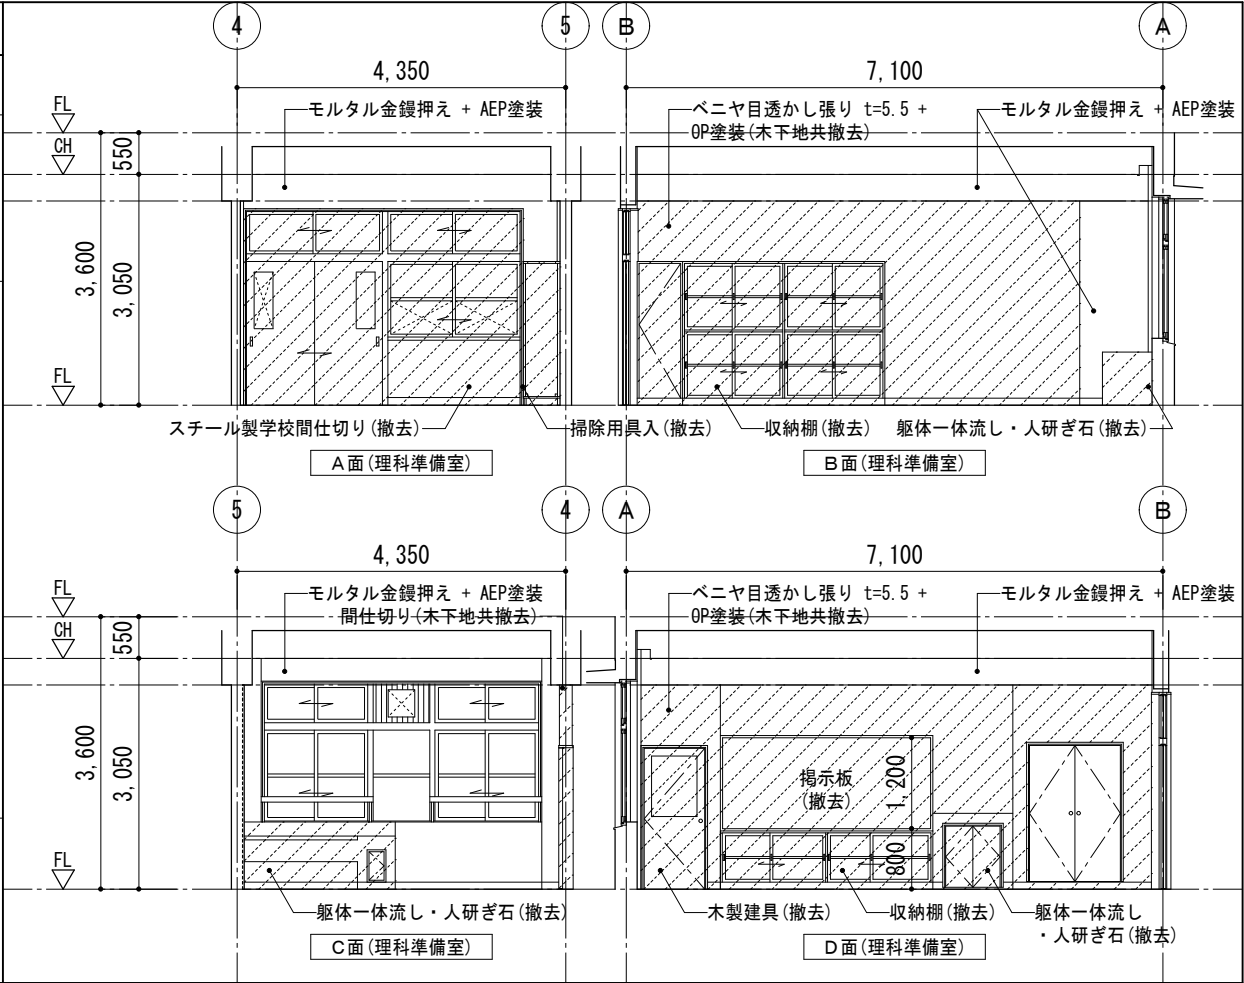 4
5
B
A
4,350
7,100
FL
モルタル金鏝押え + AEP塗装
ベニヤ目透かし張り t=5.5 +
OP塗装(木下地共撤去)
モルタル金鏝押え + AEP塗装
CH
550
3,600
3,050
FL
スチール製学校間仕切り(撤去)
掃除用具入(撤去)
収納棚(撤去)
躯体一体流し・人研ぎ石(撤去)
A面(理科準備室)
B面(理科準備室)
5
4
A
B
4,350
7,100
FL
モルタル金鏝押え + AEP塗装
間仕切り(木下地共撤去)
ベニヤ目透かし張り t=5.5 +
OP塗装(木下地共撤去)
モルタル金鏝押え + AEP塗装
CH
550
3,600
3,050
掲示板
(撤去)
1,200
800
FL
躯体一体流し・人研ぎ石(撤去)
木製建具(撤去)
収納棚(撤去)
躯体一体流し
・人研ぎ石(撤去)
C面(理科準備室)
D面(理科準備室)